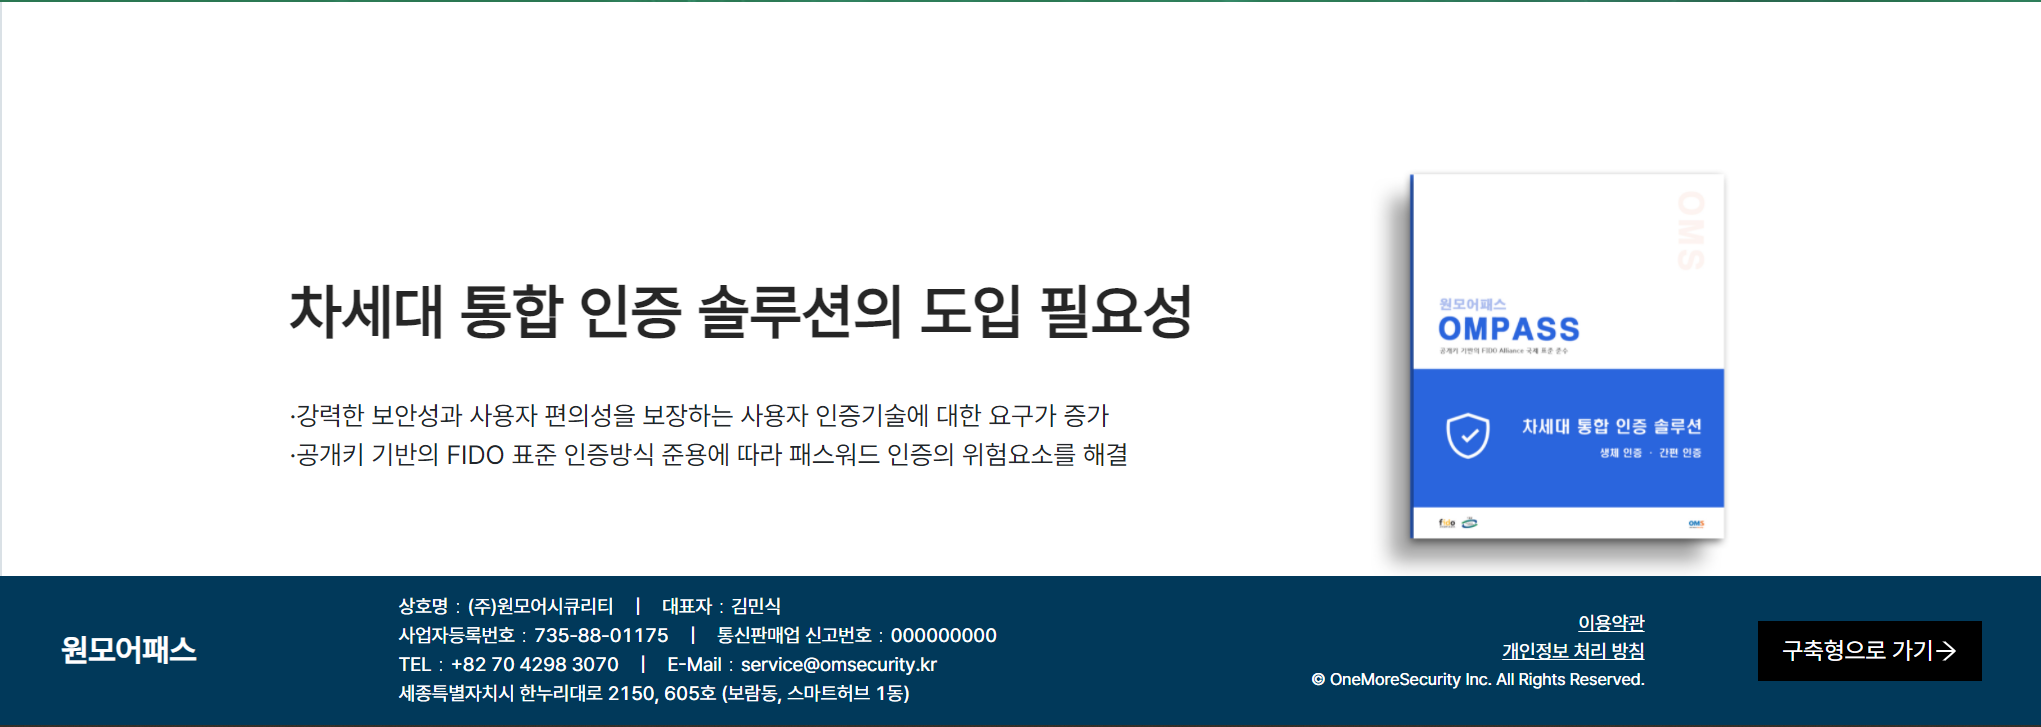 차세대 통합 인증 솔루션의 도입 필요성
·강력한 보안성과 사용자 편의성을 보장하는 사용자 인증기술에 대한 요구가 증가
·공개키 기반의 FIDO 표준 인증방식 준용에 따라 패스워드 인증의 위험요소를 해결
OMS
원모어패스
OMPASS
공개키 기반의 FIDO Alliance 국제 표준 준수
차세대 통합 인증 솔루션
생체 인증 · 간편 인증
fido
OMS
원모어패스
상호명 : (주)원모어시큐리티 | 대표자 : 김민식
사업자등록번호 : 735-88-01175 | 통신판매업 신고번호 : 000000000
TEL : +82 70 4298 3070 | E-Mail : service@omsecurity.kr
세종특별자치시 한누리대로 2150, 605호 (보람동, 스마트허브 1동)
이용약관
개인정보 처리 방침
© OneMoreSecurity Inc. All Rights Reserved.
구축형으로 가기→